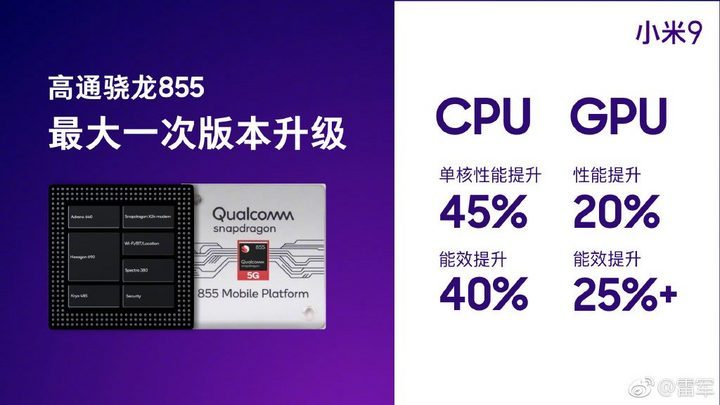 小米9
高通骁龙855
最大一次版本升级
Adreno 640
Snapdragon X24 modem
Wi-Fi/BT/Location
Hexagon 690
Spectra 380
Kryo 485
Security
Qualcomm
snapdragon
855
Qualcomm
snapdragon
5G
855 Mobile Platform
CPU
单核性能提升
45%
能效提升
40%
GPU
性能提升
20%
能效提升
25%+
@雷军